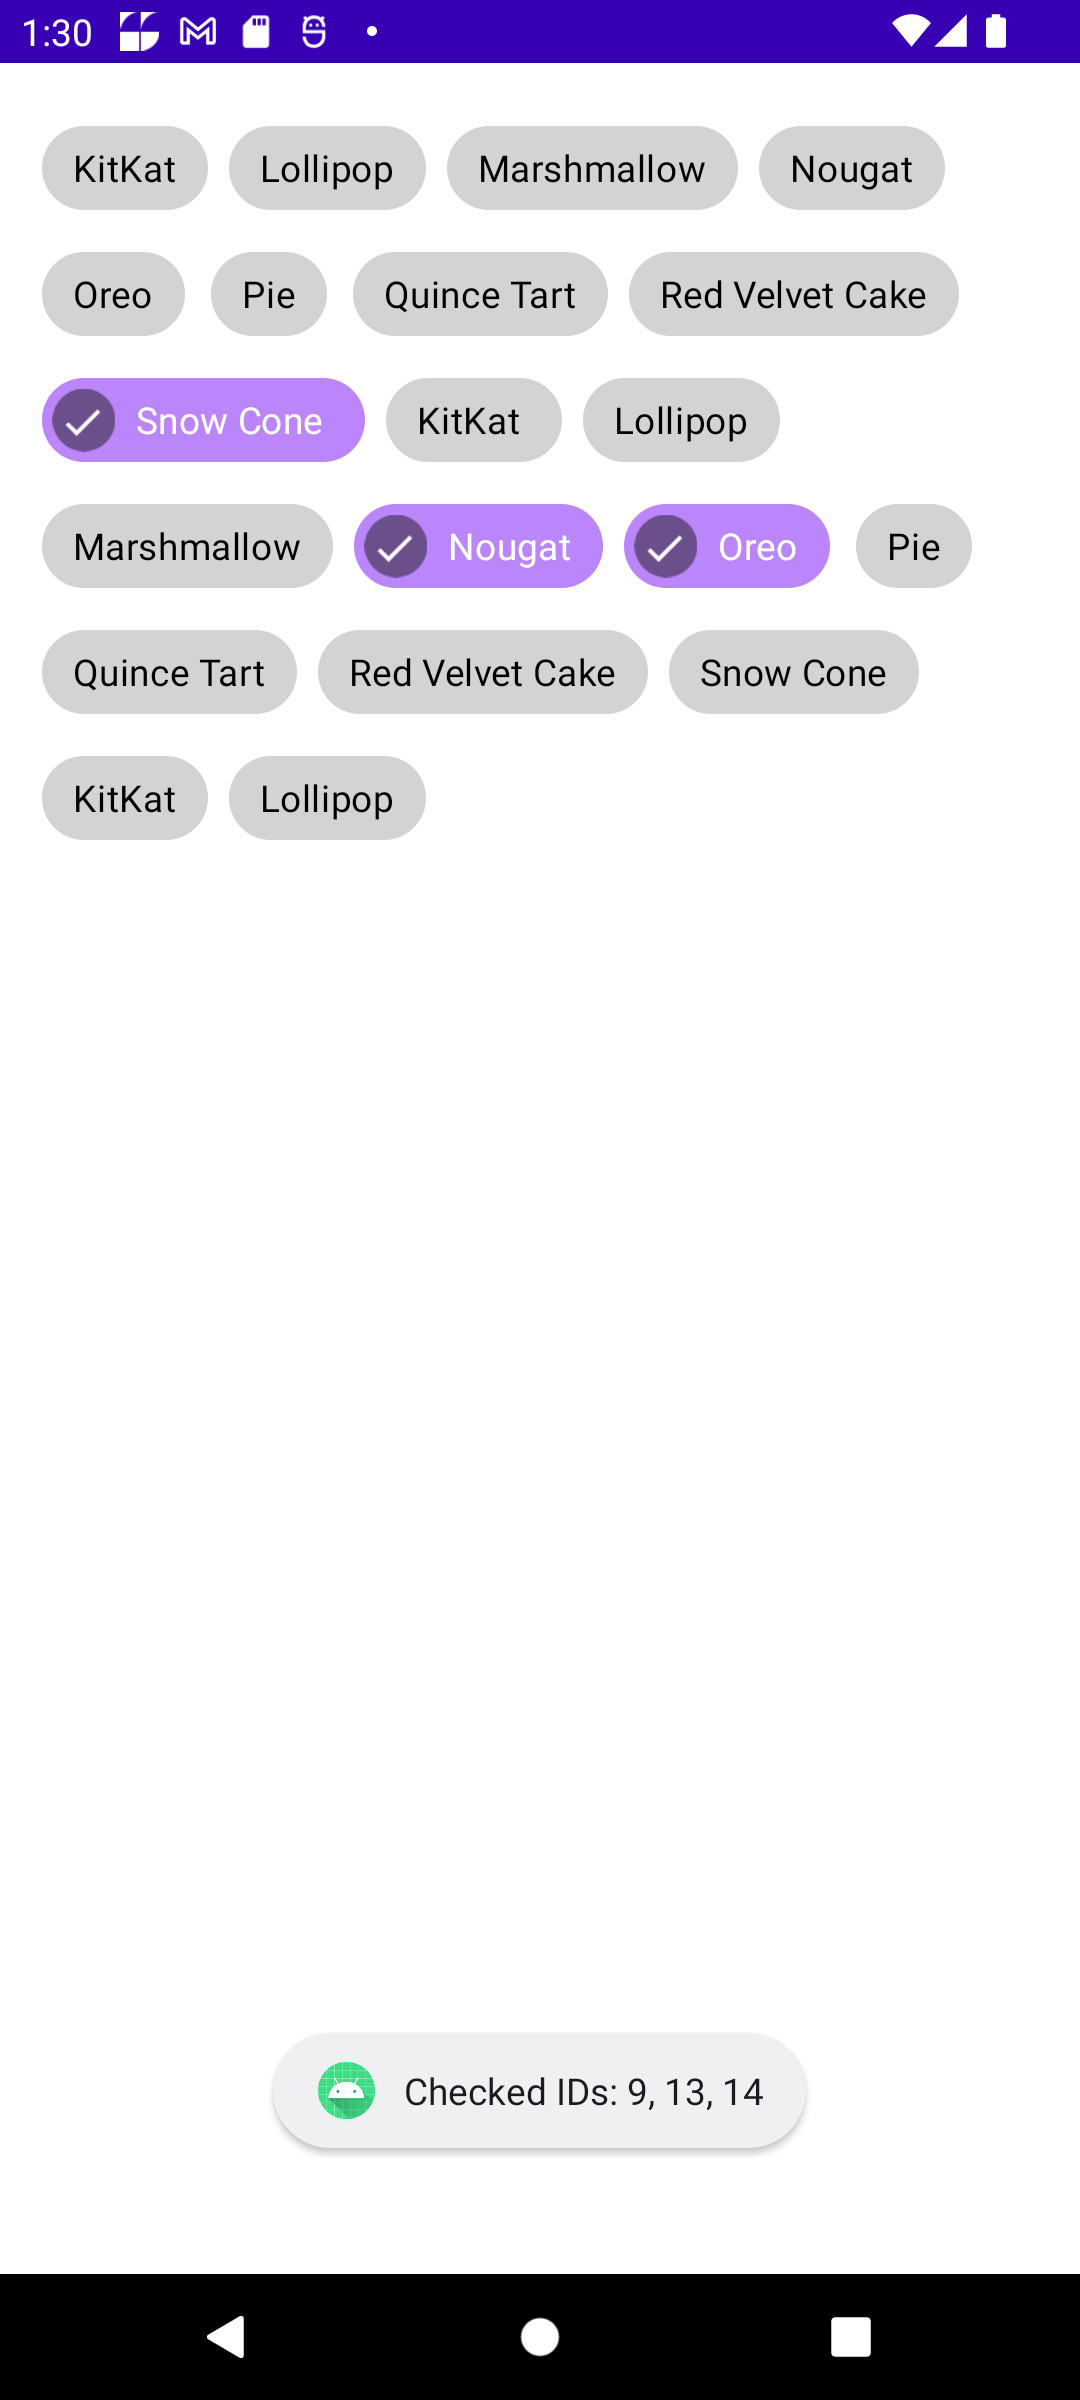 1:30
KitKat Lollipop Marshmallow Nougat
Oreo Pie Quince Tart Red Velvet Cake
Snow Cone KitKat Lollipop
Marshmallow Nougat Oreo Pie
Quince Tart Red Velvet Cake Snow Cone
KitKat Lollipop
Checked IDs: 9, 13, 14